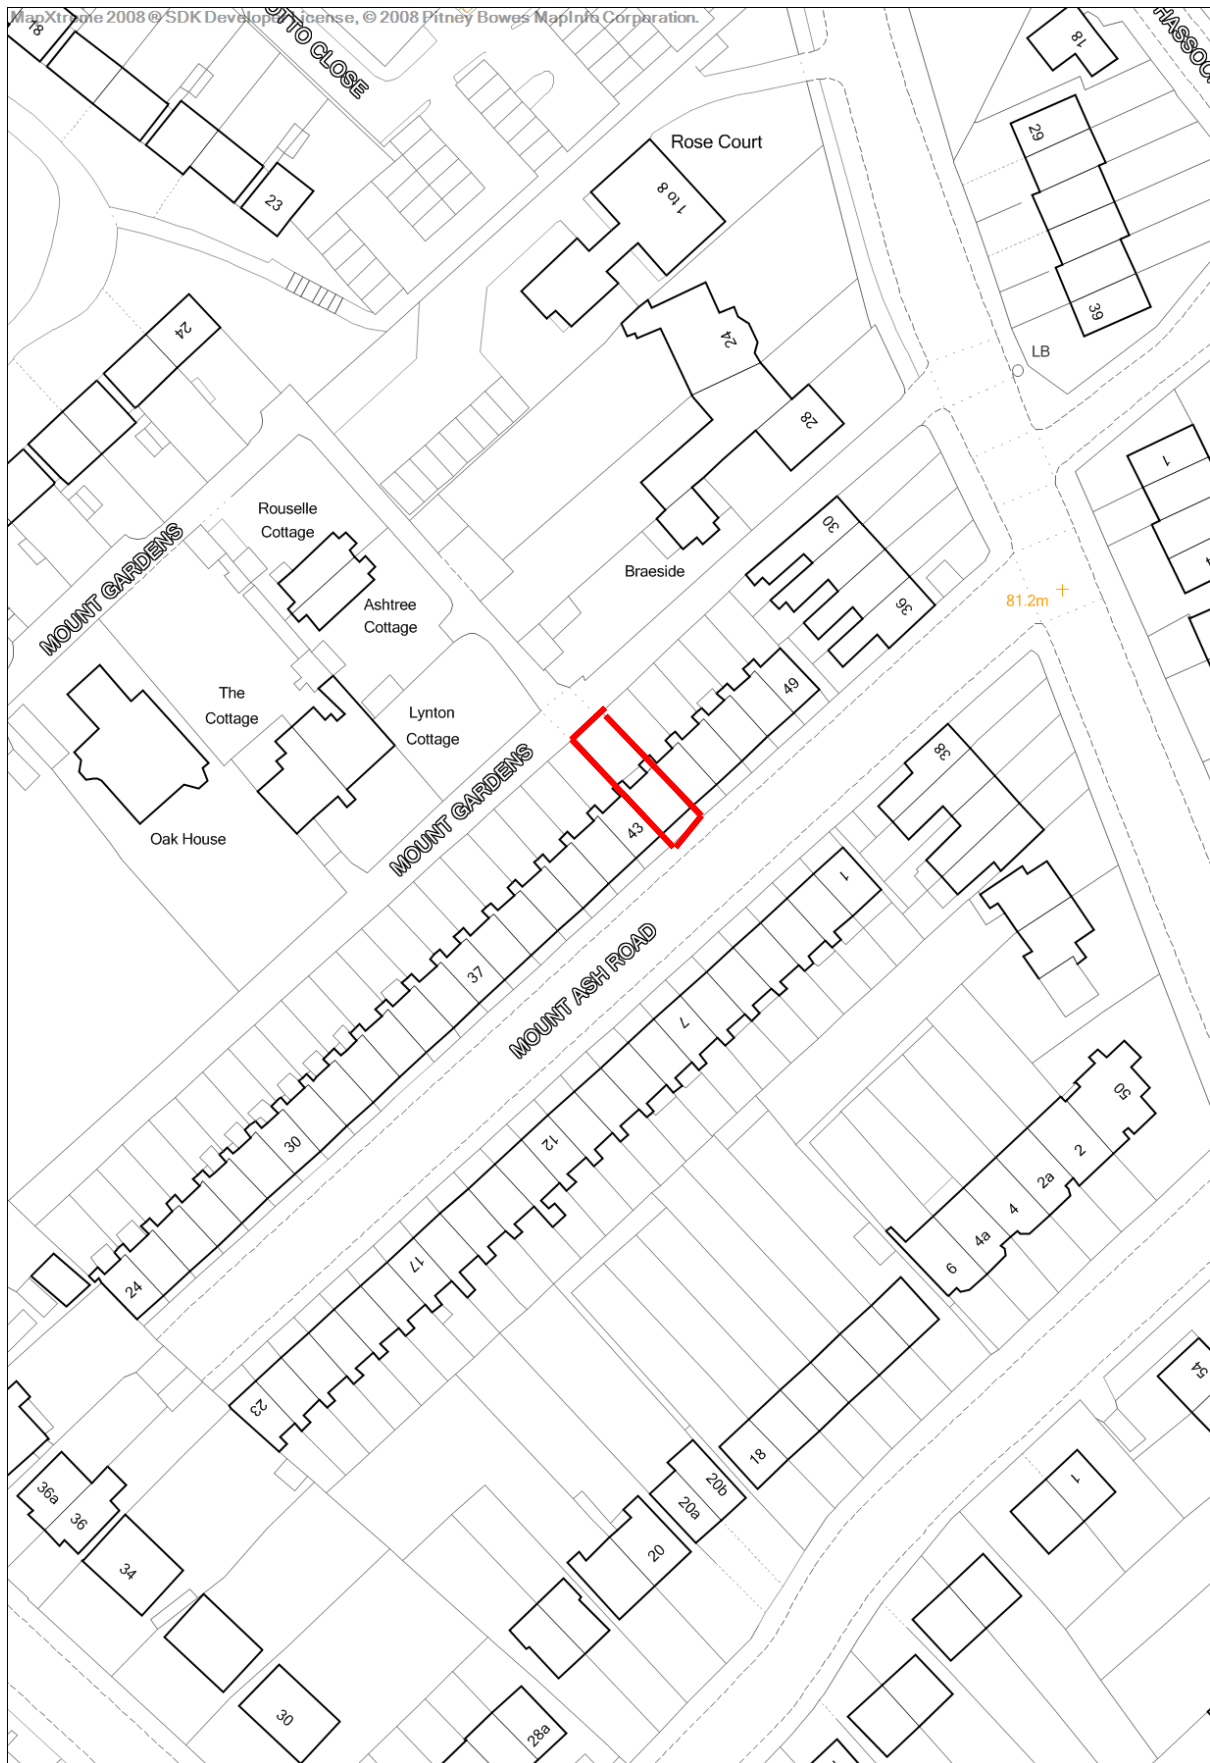 MapXtreme 2008 ® SDK Developer License, © 2008 Pitney Bowes MapInfo Corporation.
18
OTTO CLOSE
18
HASSOC
29
Rose Court
1 to 8
23
39
24
24
LB
28
1
Rouselle
Cottage
30
MOUNT GARDENS
Braeside
81.2m
36
Ashtree
Cottage
The
Cottage
Lynton
Cottage
49
38
MOUNT GARDENS
43
Oak House
1
37
MOUNT ASH ROAD
7
50
30
12
2
2a
4
4a
17
6
24
54
23
18
1
36a
36
20b
20a
20
34
30
28a